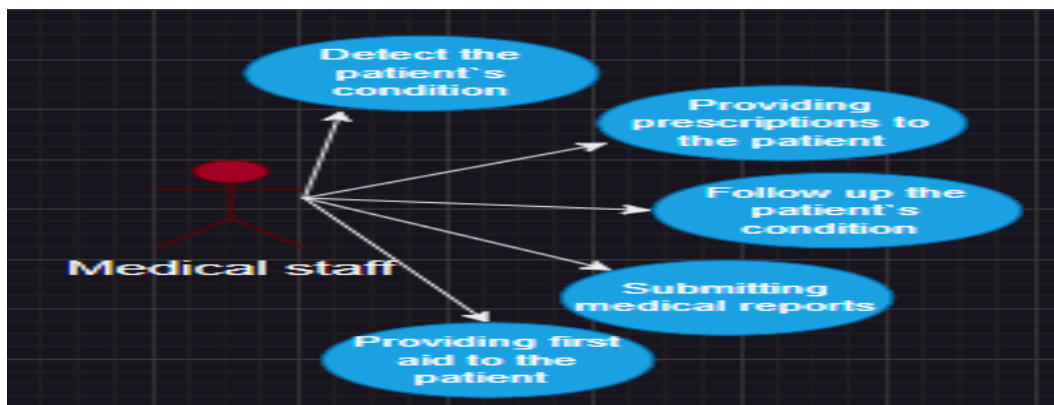 Detect the
patient`s
condition
Providing
prescriptions to
the patient
Follow up the
patient`s
condition
Medical staff
Submitting
medical reports
Providing first
aid to the
patient